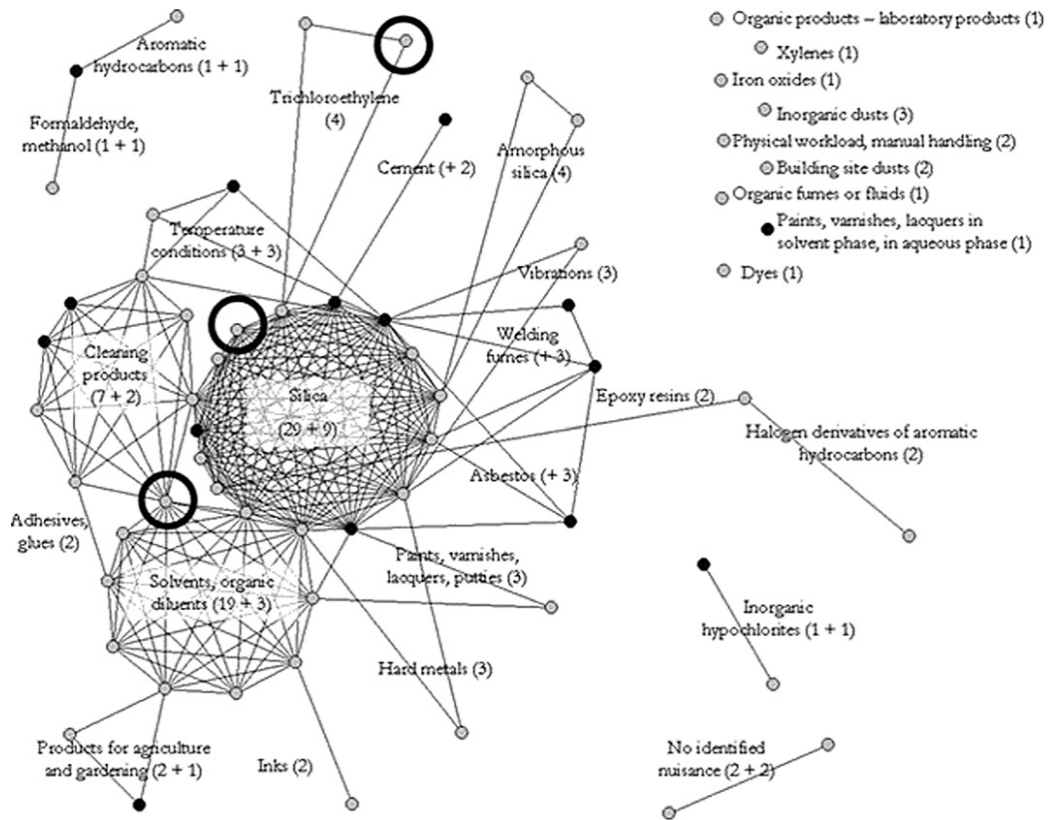 Aromatic
hydrocarbons (1 + 1)
Formaldehyde,
methanol (1 + 1)
Trichloroethylene
(4)
Cement (+ 2)
Amorphous
silica (4)
Temperature
conditions (3 + 3)
Vibrations (3)
Welding
fumes (+ 3)
Cleaning
products
(7 + 2)
Silica
(29 + 9)
Epoxy resins (2)
Halogen derivatives of aromatic
hydrocarbons (2)
Asbestos (+ 3)
Adhesives,
glues (2)
Paints, varnishes,
lacquers, putties (3)
Solvents, organic
diluents (19 + 3)
Inorganic
hypochlorites (1 + 1)
Hard metals (3)
Products for agriculture
and gardening (2 + 1)
Inks (2)
No identified
nuisance (2 + 2)
Organic products – laboratory products (1)
Xylenes (1)
Iron oxides (1)
Inorganic dusts (3)
Physical workload, manual handling (2)
Building site dusts (2)
Organic fumes or fluids (1)
Paints, varnishes, lacquers in
solvent phase, in aqueous phase (1)
Dyes (1)